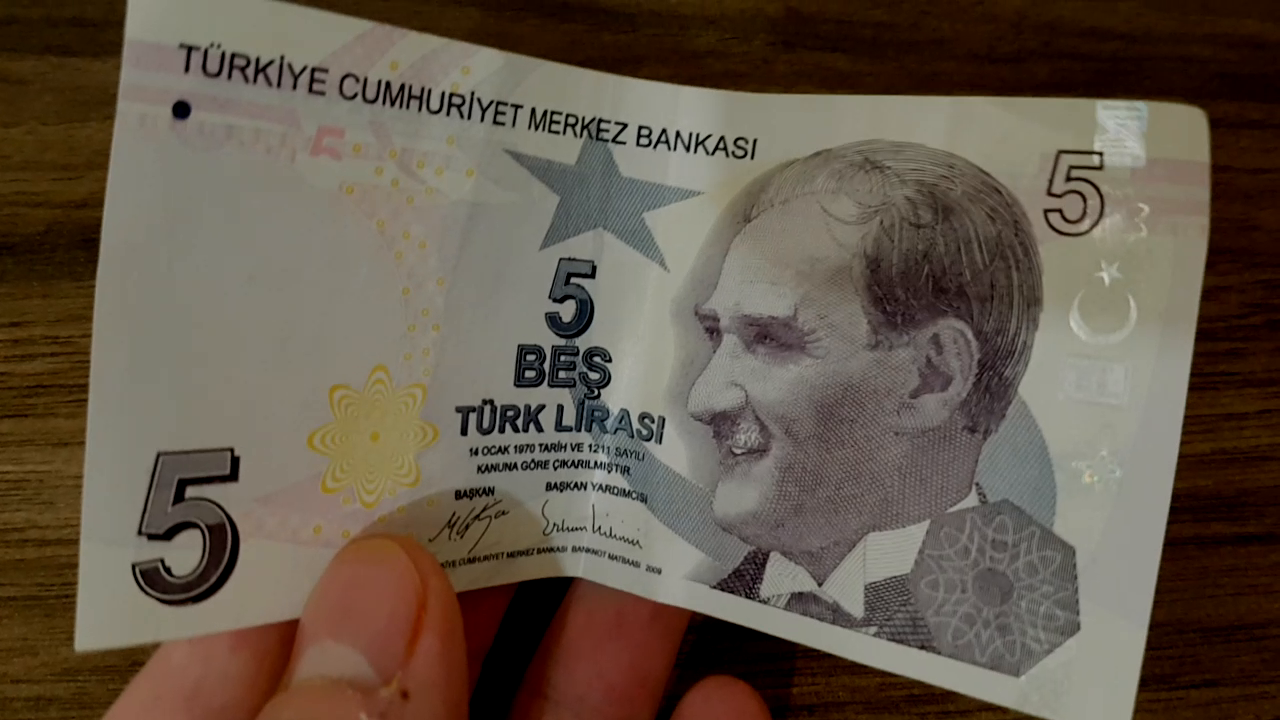 TÜRKİYE CUMHURİYET MERKEZ BANKASI
5
5
BEŞ
TÜRK LİRASI
14 OCAK 1970 TARİH VE 1211 SAYILI
KANUNA GÖRE ÇIKARILMIŞTIR.
BAŞKAN BAŞKAN YARDIMCISI
CUMHURİYET MERKEZ BANKASI BANKNOT MATBAASI 2009
5